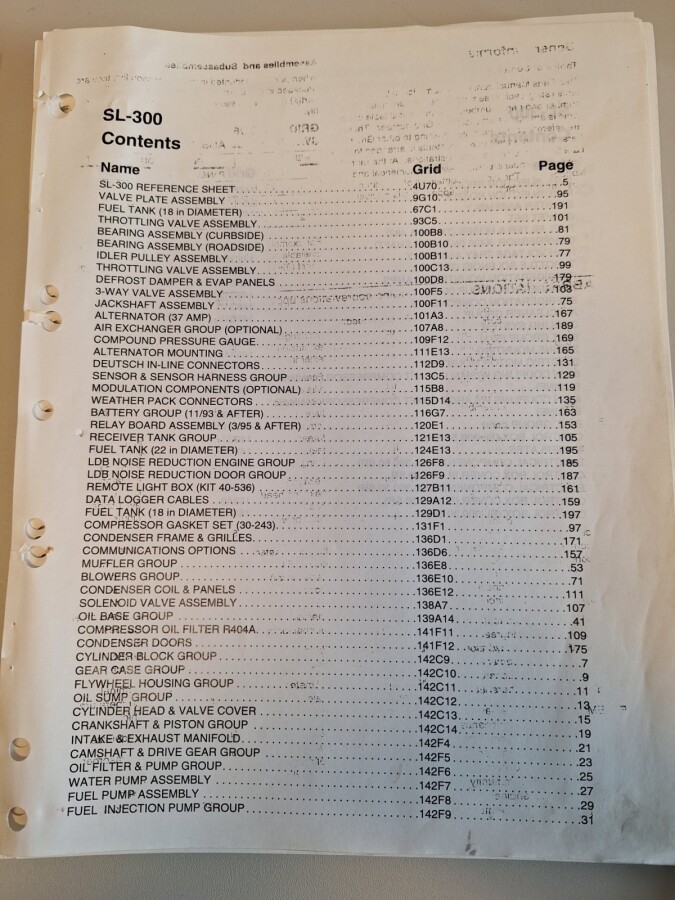 SL-300
Contents
Name Grid Page
SL-300 REFERENCE SHEET 4U70 5
VALVE PLATE ASSEMBLY 9G10 95
FUEL TANK (18 in DIAMETER) 67C1 191
THROTTLING VALVE ASSEMBLY 93C5 101
BEARING ASSEMBLY (CURBSIDE) 100B8 81
BEARING ASSEMBLY (ROADSIDE) 100B10 79
IDLER PULLEY ASSEMBLY 100B11 77
THROTTLING VALVE ASSEMBLY 100C13 99
DEFROST DAMPER & EVAP PANELS 100D8 179
3-WAY VALVE ASSEMBLY 100F5 103
JACKSHAFT ASSEMBLY 100F11 75
ALTERNATOR (37 AMP) 101A3 167
AIR EXCHANGER GROUP (OPTIONAL) 107A8 189
COMPOUND PRESSURE GAUGE 109F12 169
ALTERNATOR MOUNTING 111E13 165
DEUTSCH IN-LINE CONNECTORS 112D9 131
SENSOR & SENSOR HARNESS GROUP 113C5 129
MODULATION COMPONENTS (OPTIONAL) 115B8 119
WEATHER PACK CONNECTORS 115D14 135
BATTERY GROUP (11/93 & AFTER) 116G7 163
RELAY BOARD ASSEMBLY (3/95 & AFTER) 120E1 153
RECEIVER TANK GROUP 121E13 105
FUEL TANK (22 in DIAMETER) 124E13 195
LDB NOISE REDUCTION ENGINE GROUP 126F8 185
LDB NOISE REDUCTION DOOR GROUP 126F9 187
REMOTE LIGHT BOX (KIT 40-536) 127B11 161
DATA LOGGER CABLES 129A12 159
FUEL TANK (18 in DIAMETER) 129D1 197
COMPRESSOR GASKET SET (30-243) 131F1 97
CONDENSER FRAME & GRILLES 136D1 171
COMMUNICATIONS OPTIONS 136D6 157
MUFFLER GROUP 136E8 53
BLOWERS GROUP 136E10 71
CONDENSER COIL & PANELS 136E12 111
SOLENOID VALVE ASSEMBLY 138A7 107
OIL BASE GROUP 139A14 41
COMPRESSOR OIL FILTER R404A 141F11 109
CONDENSER DOORS 141F12 175
CYLINDER BLOCK GROUP 142C9 7
GEAR CASE GROUP 142C10 9
FLYWHEEL HOUSING GROUP 142C11 11
OIL SUMP GROUP 142C12 13
CYLINDER HEAD & VALVE COVER 142C13 15
CRANKSHAFT & PISTON GROUP 142C14 19
INTAKE & EXHAUST MANIFOLD 142F4 21
CAMSHAFT & DRIVE GEAR GROUP 142F5 23
OIL FILTER & PUMP GROUP 142F6 25
WATER PUMP ASSEMBLY 142F7 27
FUEL PUMP ASSEMBLY 142F8 29
FUEL INJECTION PUMP GROUP 142F9 31